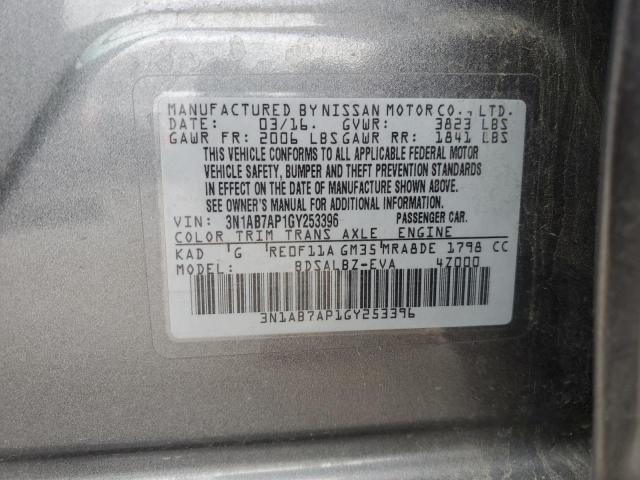 MANUFACTURED BY NISSAN MOTOR CO., LTD.
DATE: 03/16. GVWR: 3823 LBS
GAWR FR: 2006 LBS GAWR RR: 1841 LBS
THIS VEHICLE CONFORMS TO ALL APPLICABLE FEDERAL MOTOR
VEHICLE SAFETY, BUMPER AND THEFT PREVENTION STANDARDS
IN EFFECT ON THE DATE OF MANUFACTURE SHOWN ABOVE.
SEE OWNER'S MANUAL FOR ADDITIONAL INFORMATION.
VIN: 3N1AB7AP1GY253396 PASSENGER CAR.
COLOR TRIM TRANS AXLE ENGINE
KAD 'G 'RE0F11A GM35 MRA8DE 1798 CC
MODEL: BDSALBZ-EVA 4Z000
3N1AB7AP1GY253396